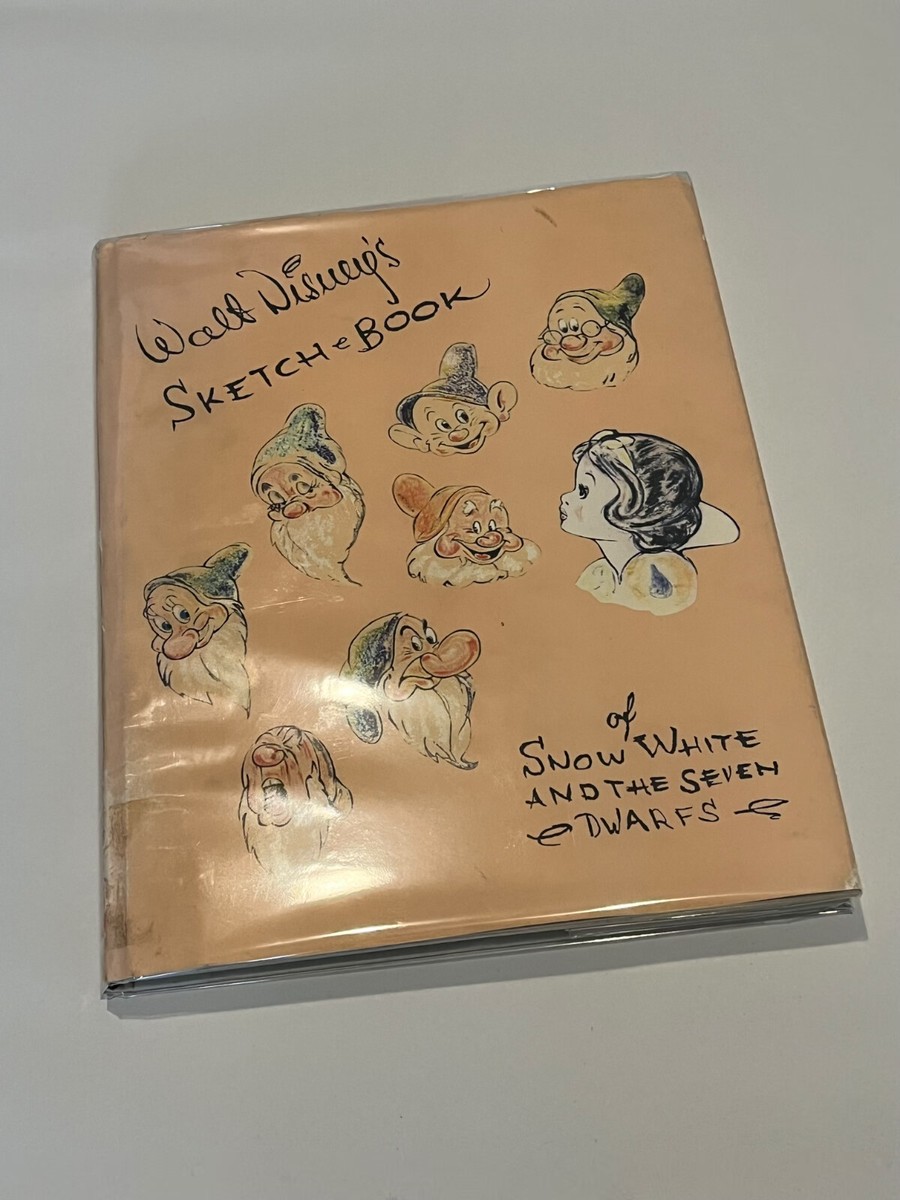 Walt Disney's
SKETCH-BOOK
of
SNOW WHITE
AND THE SEVEN
DWARFS